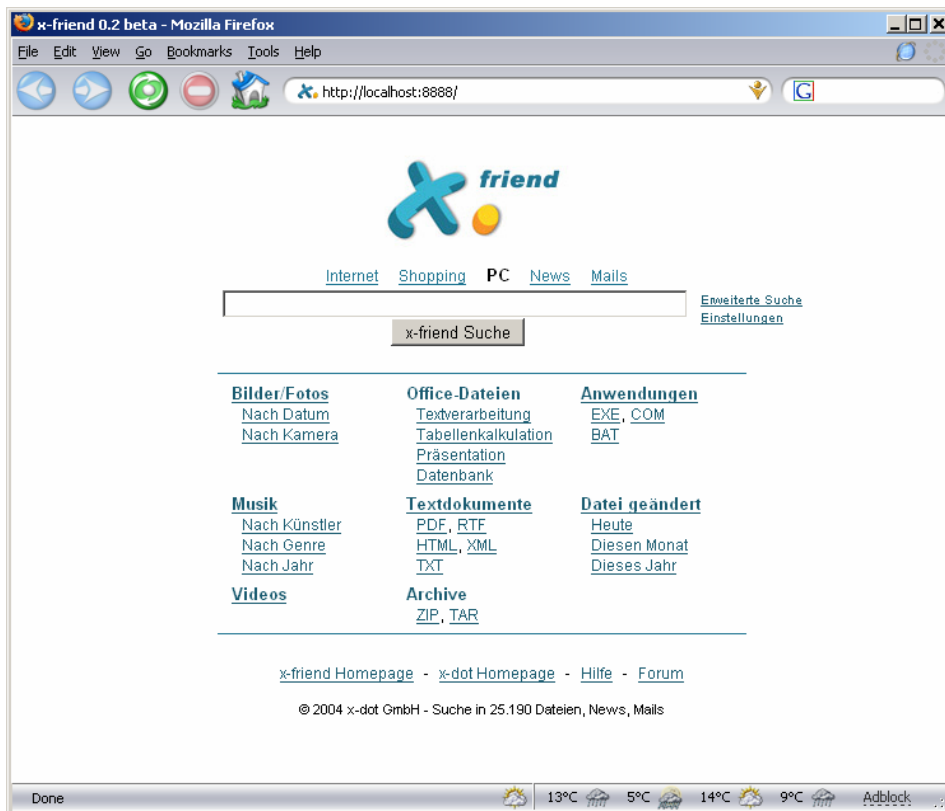 x-friend 0.2 beta - Mozilla Firefox
File Edit View Go Bookmarks Tools Help
http://localhost:8888/
G
friend
Internet Shopping PC News Mails
Erweiterte Suche
Einstellungen
x-friend Suche
Bilder/Fotos Office-Dateien Anwendungen
Nach Datum Textverarbeitung EXE, COM
Nach Kamera Tabellenkalkulation BAT
Präsentation
Datenbank
Musik Textdokumente Datei geändert
Nach Künstler PDF, RTF Heute
Nach Genre HTML, XML Diesen Monat
Nach Jahr TXT Dieses Jahr
Videos Archive
ZIP, TAR
x-friend Homepage - x-dot Homepage - Hilfe - Forum
© 2004 x-dot GmbH - Suche in 25.190 Dateien, News, Mails
Done 13°C 5°C 14°C 9°C Adblock